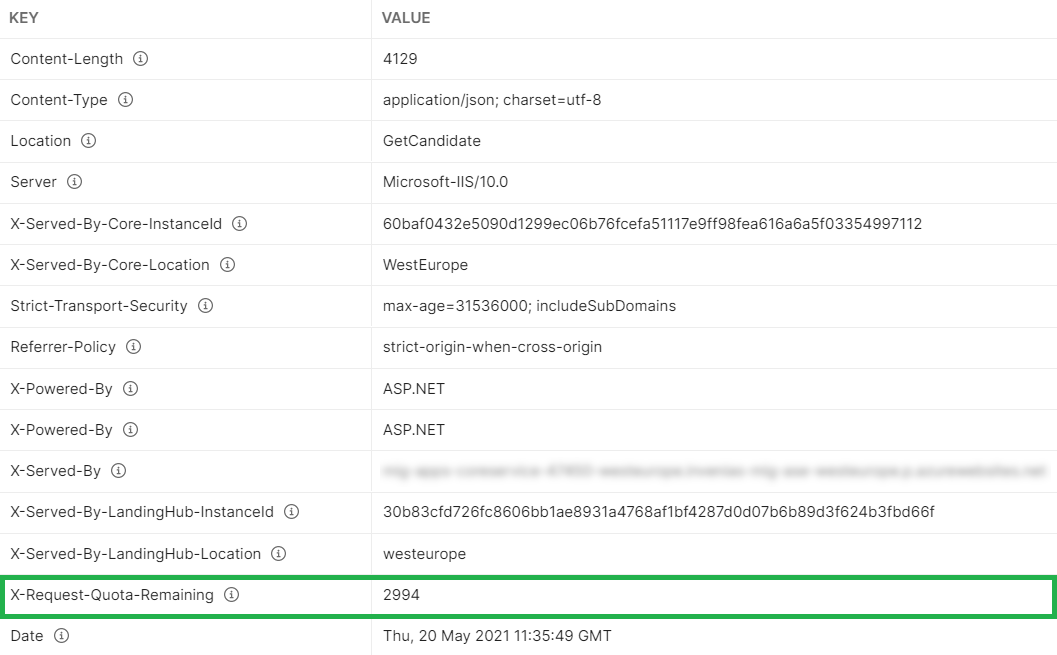 KEY VALUE
Content-Length 4129
Content-Type application/json; charset=utf-8
Location GetCandidate
Server Microsoft-IIS/10.0
X-Served-By-Core-InstanceId 60baf0432e5090d1299ec06b76fcefa51117e9ff98fea616a6a5f03354997112
X-Served-By-Core-Location WestEurope
Strict-Transport-Security max-age=31536000; includeSubDomains
Referrer-Policy strict-origin-when-cross-origin
X-Powered-By ASP.NET
X-Powered-By ASP.NET
X-Served-By
X-Served-By-LandingHub-InstanceId 30b83cfd726fc8606bb1ae8931a4768af1bf4287d0d07b6b89d3f624b3fbd66f
X-Served-By-LandingHub-Location westeurope
X-Request-Quota-Remaining 2994
Date Thu, 20 May 2021 11:35:49 GMT